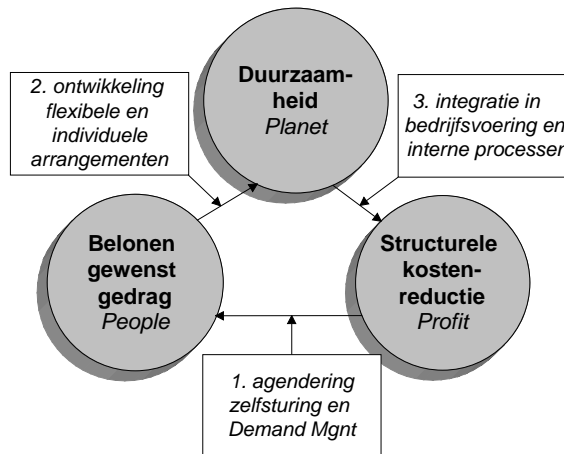 Duurzaam-
heid
Planet
2. ontwikkeling
flexibele en
individuele
arrangementen
3. integratie in
bedrijfsvoering en
interne processen
Belonen
gewenst
gedrag
People
Structurele
kosten-
reductie
Profit
1. agendering
zelfsturing en
Demand Mgnt